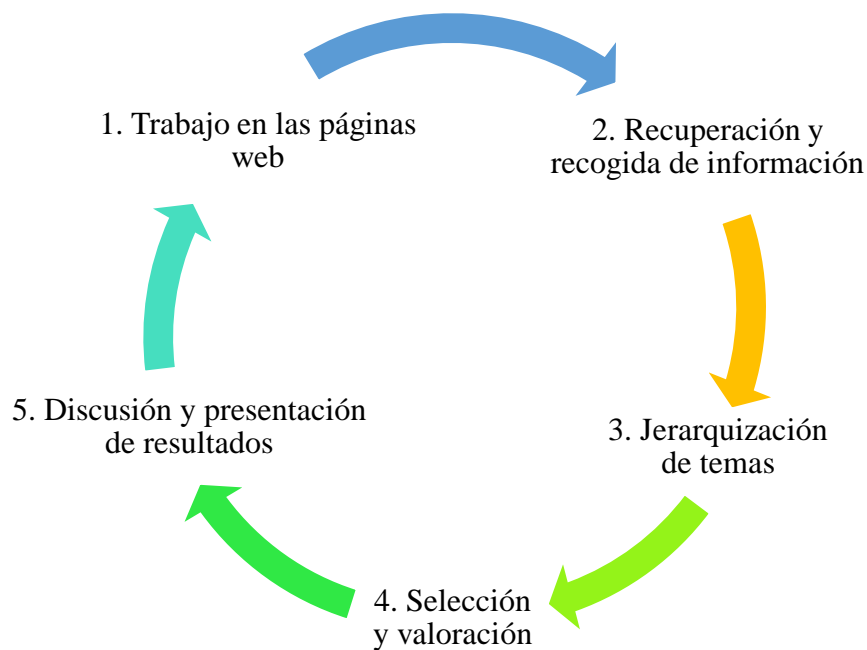 1. Trabajo en las páginas
web
2. Recuperación y
recogida de información
3. Jerarquización
de temas
4. Selección
y valoración
5. Discusión y presentación
de resultados